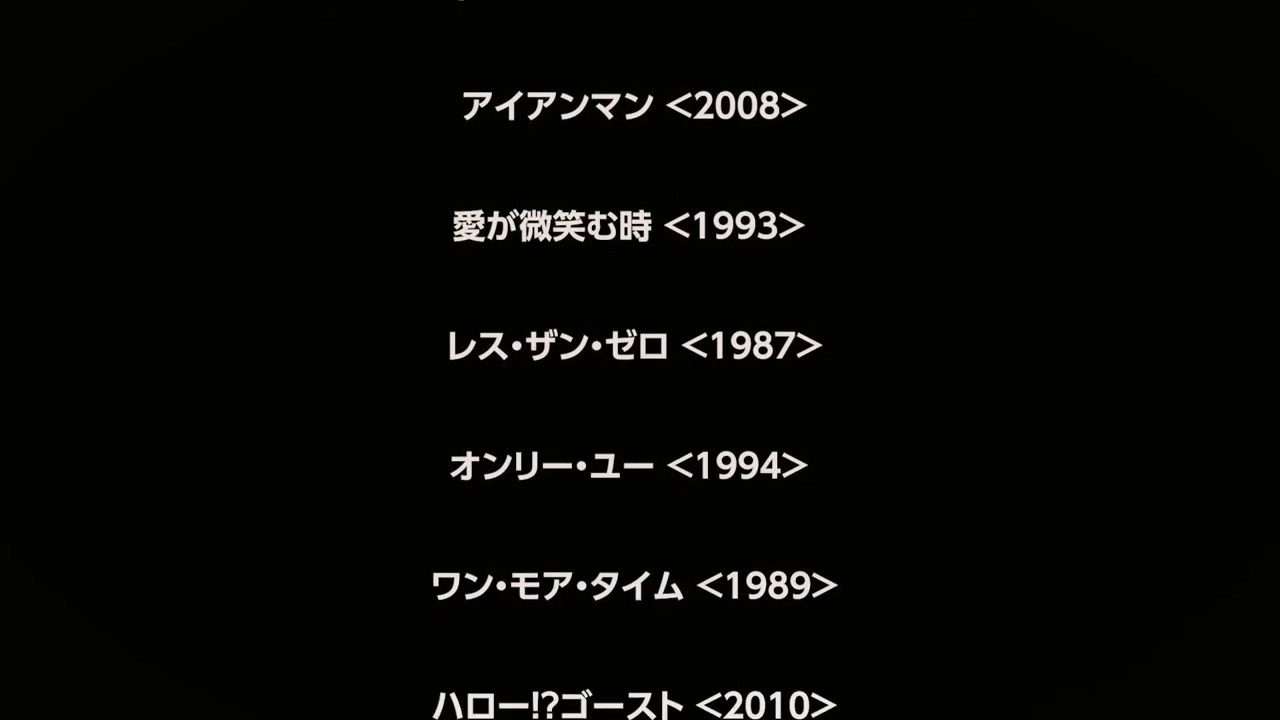 アイアンマン <2008>
愛が微笑む時 <1993>
レス・ザン・ゼロ <1987>
オンリー・ユー <1994>
ワン・モア・タイム <1989>
ハロー!?ゴースト <2010>